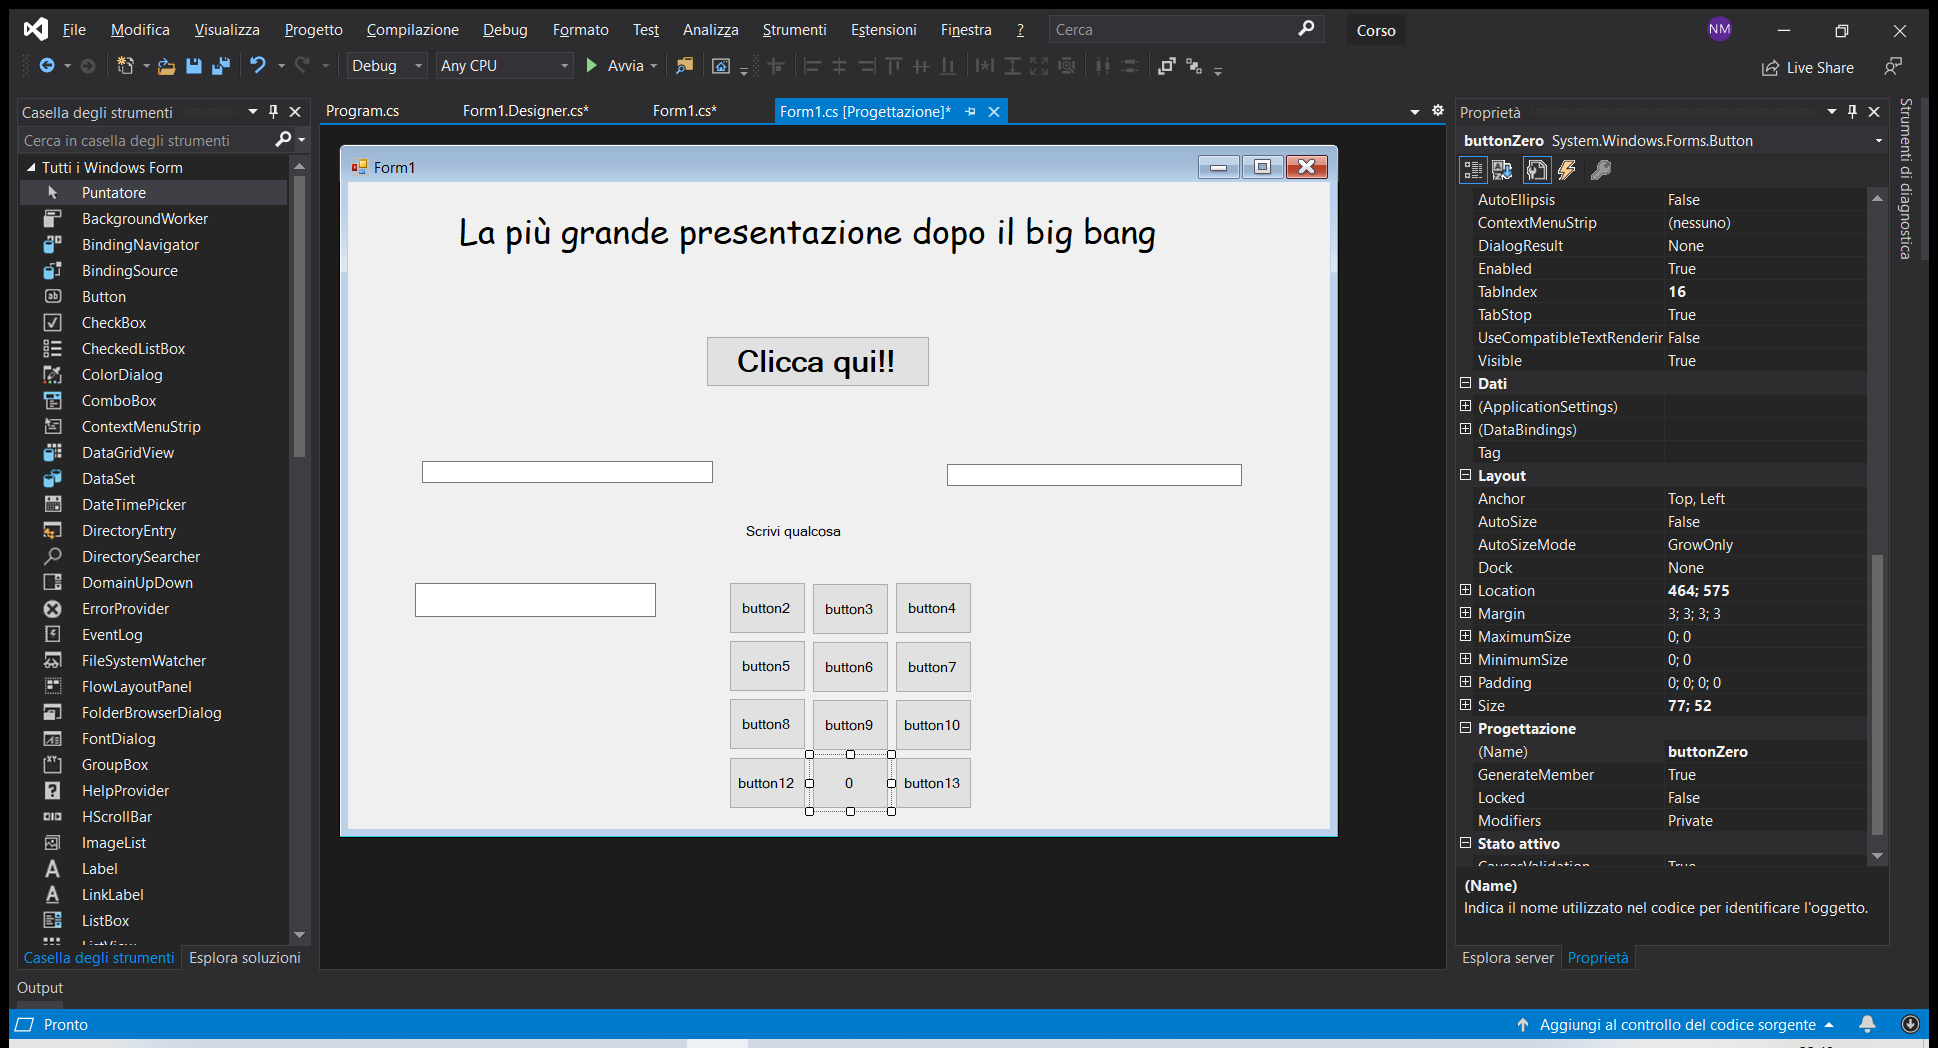 File Modifica Visualizza Progetto Compilazione Debug Formato Test Analizza Strumenti Estensioni Finestra ? Cerca Corso NM
Debug Any CPU Avvia Live Share
Casella degli strumenti
Cerca in casella degli strumenti
Tutti i Windows Form
Puntatore
BackgroundWorker
BindingNavigator
BindingSource
Button
CheckBox
CheckedListBox
ColorDialog
ComboBox
ContextMenuStrip
DataGridView
DataSet
DateTimePicker
DirectoryEntry
DirectorySearcher
DomainUpDown
ErrorProvider
EventLog
FileSystemWatcher
FlowLayoutPanel
FolderBrowserDialog
FontDialog
GroupBox
HelpProvider
HScrollBar
ImageList
Label
LinkLabel
ListBox
ListView
Casella degli strumenti Esplora soluzioni
Program.cs Form1.Designer.cs* Form1.cs* Form1.cs [Progettazione]*
Form1
La più grande presentazione dopo il big bang
Clicca qui!!
Scrivi qualcosa
button2 button3 button4
button5 button6 button7
button8 button9 button10
button12 0 button13
Proprietà
buttonZero System.Windows.Forms.Button
AutoEllipsis False
ContextMenuStrip (nessuno)
DialogResult None
Enabled True
TabIndex 16
TabStop True
UseCompatibleTextRenderir False
Visible True
Dati
(ApplicationSettings)
(DataBindings)
Tag
Layout
Anchor Top, Left
AutoSize False
AutoSizeMode GrowOnly
Dock None
Location 464; 575
Margin 3; 3; 3; 3
MaximumSize 0; 0
MinimumSize 0; 0
Padding 0; 0; 0; 0
Size 77; 52
Progettazione
(Name) buttonZero
GenerateMember True
Locked False
Modifiers Private
Stato attivo
CausesValidation True
(Name)
Indica il nome utilizzato nel codice per identificare l'oggetto.
Esplora server Proprietà
Strumenti di diagnostica
Output
Pronto Aggiungi al controllo del codice sorgente